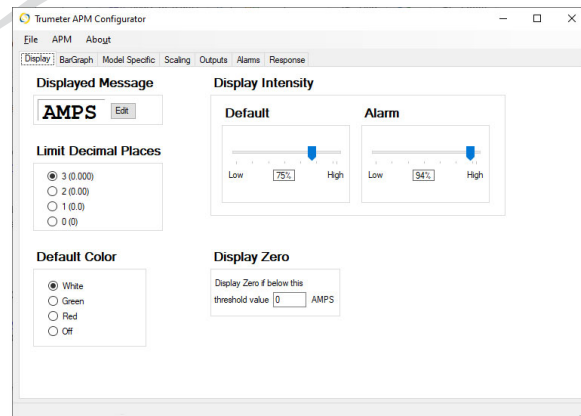 Trumeter APM Configurator
File APM About
Display BarGraph Model Specific Scaling Outputs Alarms Response
Displayed Message
AMPS Edit
Limit Decimal Places
3 (0.000)
2 (0.00)
1 (0.0)
0 (0)
Default Color
White
Green
Red
Off
Display Intensity
Default
Low 75% High
Alarm
Low 94% High
Display Zero
Display Zero if below this
threshold value 0 AMPS